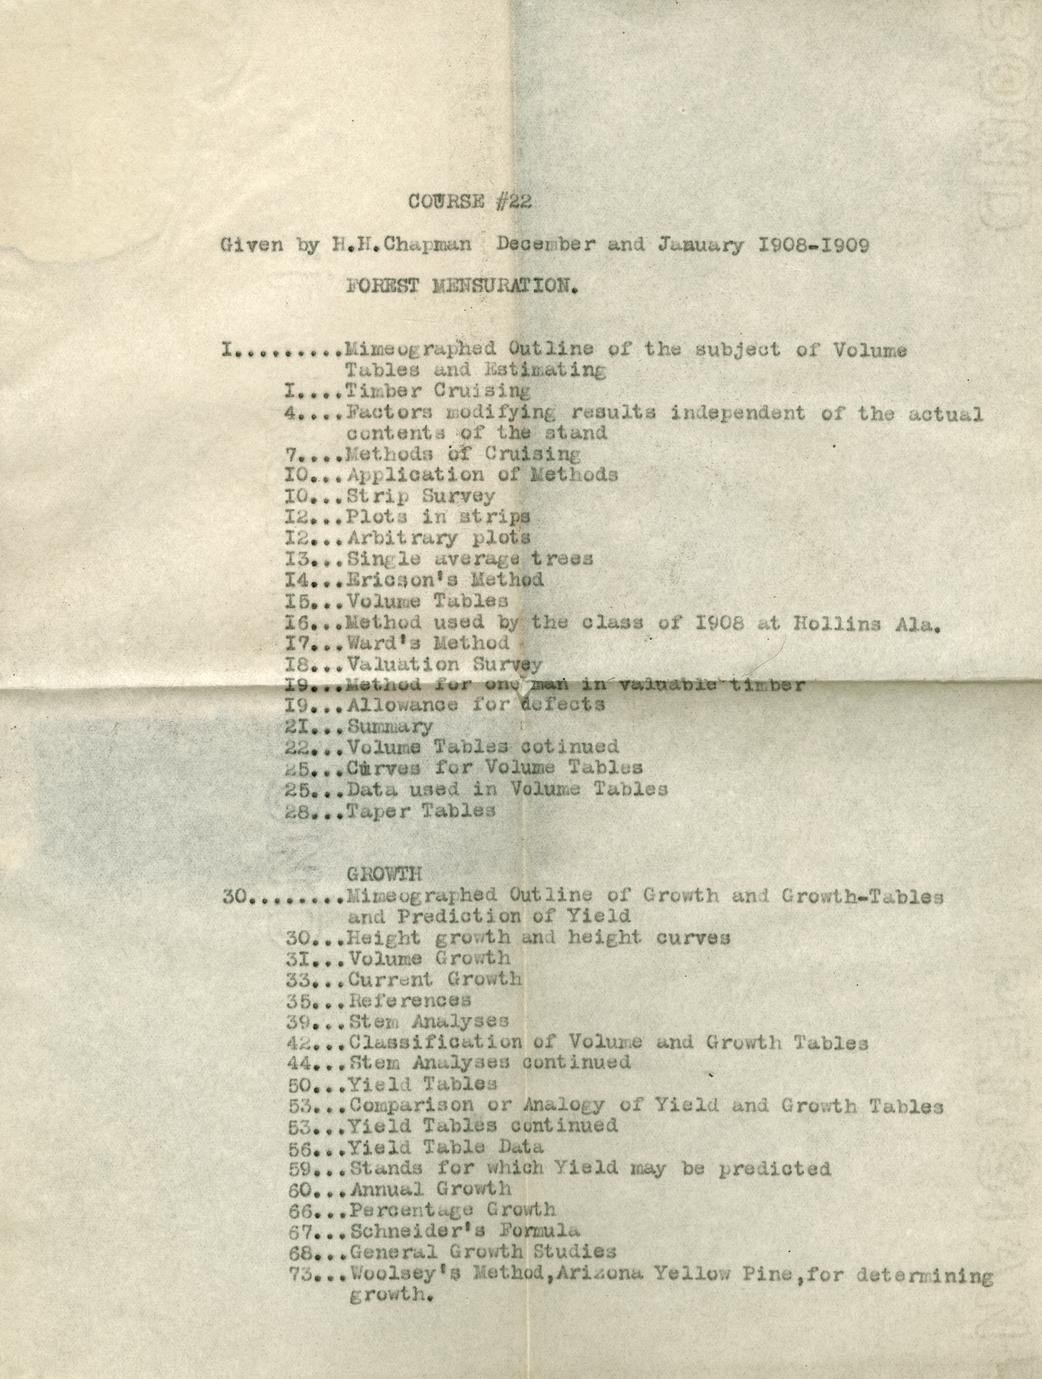 COURSE #22
Given by H.H.Chapman December and January I908-I909
FOREST MENSURATION.
I.........Mimeographed Outline of the subject of Volume
Tables and Estimating
I....Timber Cruising
4....Factors modifying results independent of the actual
contents of the stand
7....Methods of Cruising
IO...Application of Methods
IO...Strip Survey
I2...Plots in strips
I2...Arbitrary plots
I3...Single average trees
I4...Ericson's Method
I5...Volume Tables
I6...Method used by the class of I908 at Hollins Ala.
I7...Ward's Method
I8...Valuation Survey
I9...Method for one man in valuable timber
I9...Allowance for defects
2I...Summary
22...Volume Tables cotinued
25...Curves for Volume Tables
25...Data used in Volume Tables
28...Taper Tables
GROWTH
30........Mimeographed Outline of Growth and Growth-Tables
and Prediction of Yield
30...Height growth and height curves
3I...Volume Growth
33...Current Growth
35...References
39...Stem Analyses
42...Classification of Volume and Growth Tables
44...Stem Analyses continued
50...Yield Tables
53...Comparison or Analogy of Yield and Growth Tables
53...Yield Tables continued
56...Yield Table Data
59...Stands for which Yield may be predicted
60...Annual Growth
66...Percentage Growth
67...Schneider's Formula
68...General Growth Studies
73...Woolsey's Method,Arizona Yellow Pine,for determining
growth.